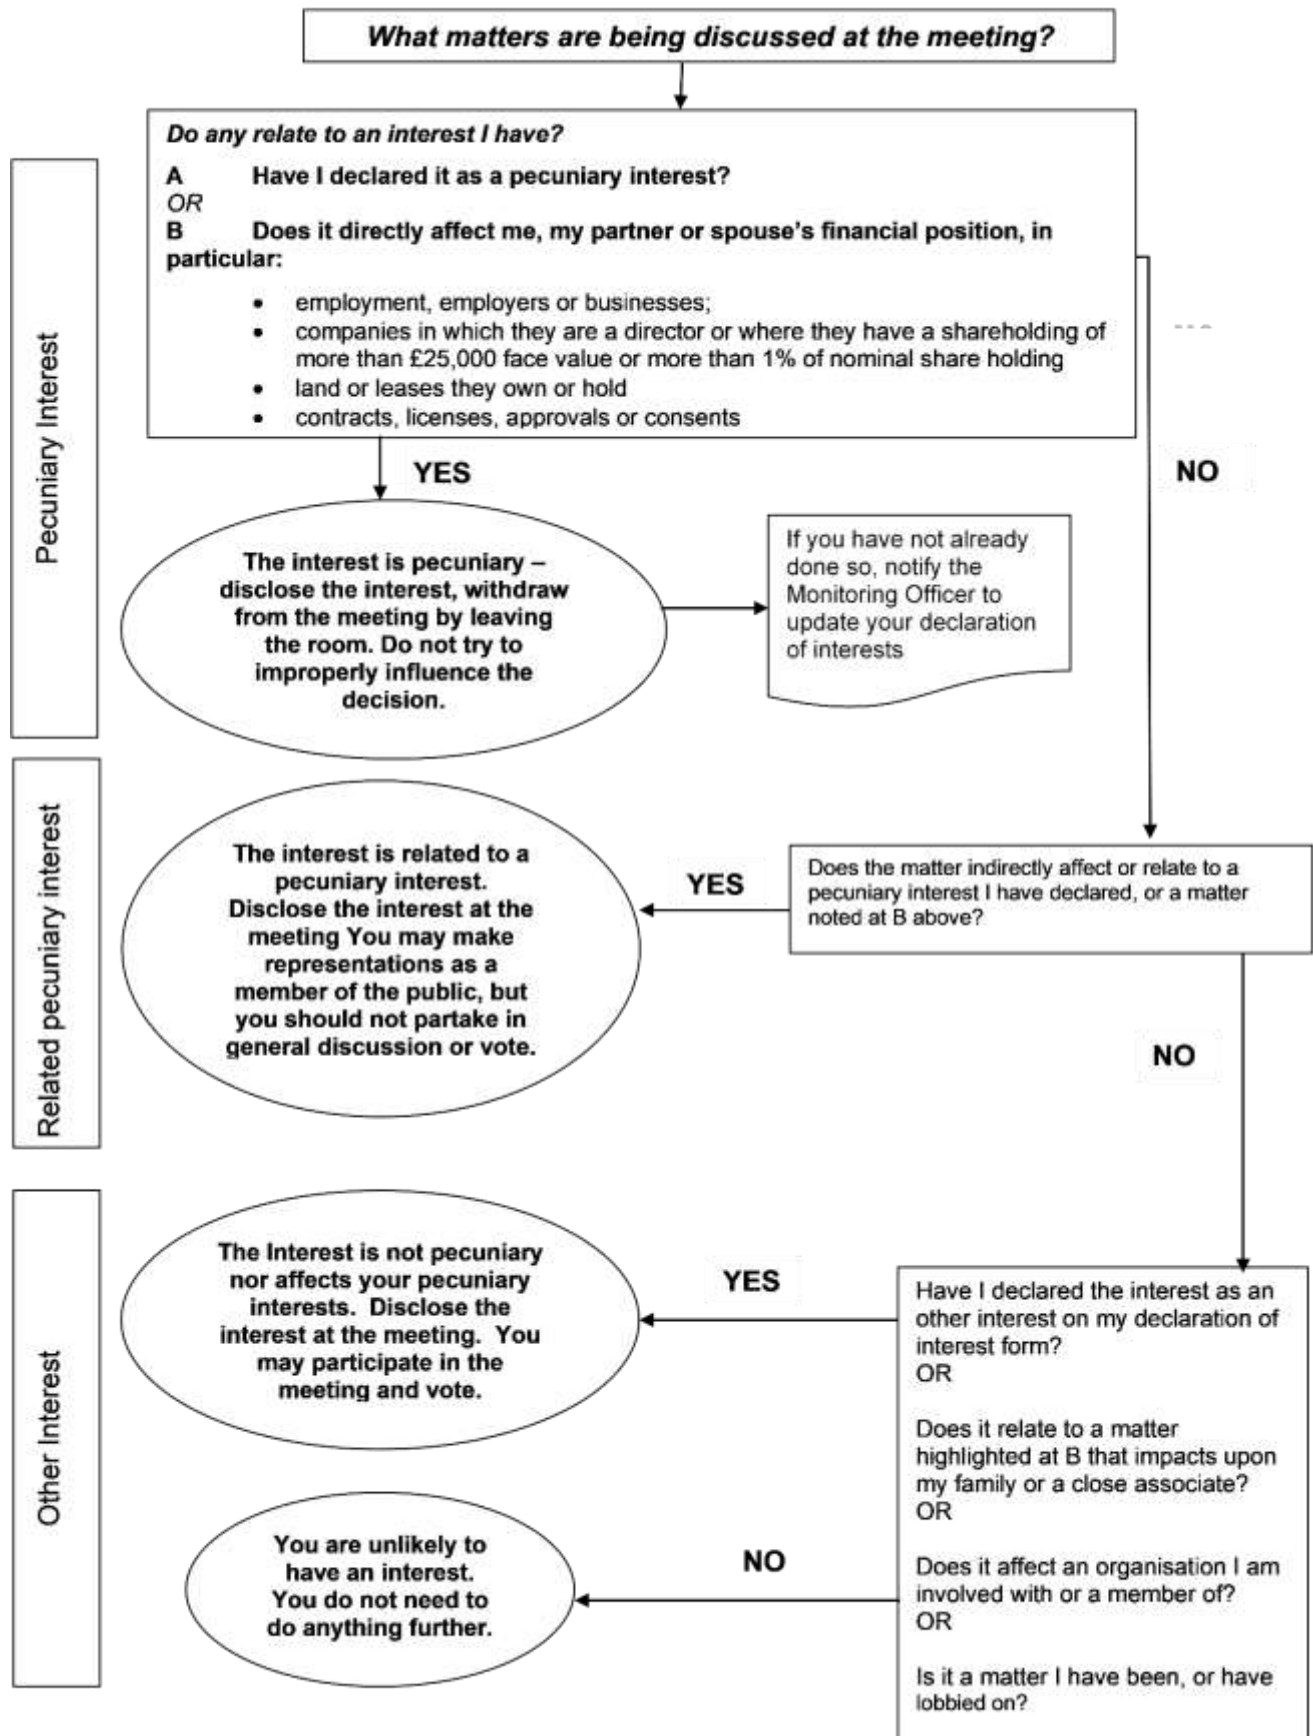 What matters are being discussed at the meeting?
Do any relate to an interest I have?
A Have I declared it as a pecuniary interest?
OR
B Does it directly affect me, my partner or spouse's financial position, in
particular:
• employment, employers or businesses;
• companies in which they are a director or where they have a shareholding of
more than £25,000 face value or more than 1% of nominal share holding
• land or leases they own or hold
• contracts, licenses, approvals or consents
Pecuniary Interest
YES
NO
The interest is pecuniary –
disclose the interest, withdraw
from the meeting by leaving
the room. Do not try to
improperly influence the
decision.
If you have not already
done so, notify the
Monitoring Officer to
update your declaration
of interests
Related pecuniary interest
The interest is related to a
pecuniary interest.
Disclose the interest at the
meeting You may make
representations as a
member of the public, but
you should not partake in
general discussion or vote.
YES
Does the matter indirectly affect or relate to a
pecuniary interest I have declared, or a matter
noted at B above?
NO
Other Interest
The Interest is not pecuniary
nor affects your pecuniary
interests. Disclose the
interest at the meeting. You
may participate in the
meeting and vote.
YES
Have I declared the interest as an
other interest on my declaration of
interest form?
OR
Does it relate to a matter
highlighted at B that impacts upon
my family or a close associate?
OR
Does it affect an organisation I am
involved with or a member of?
OR
Is it a matter I have been, or have
lobbied on?
NO
You are unlikely to
have an interest.
You do not need to
do anything further.